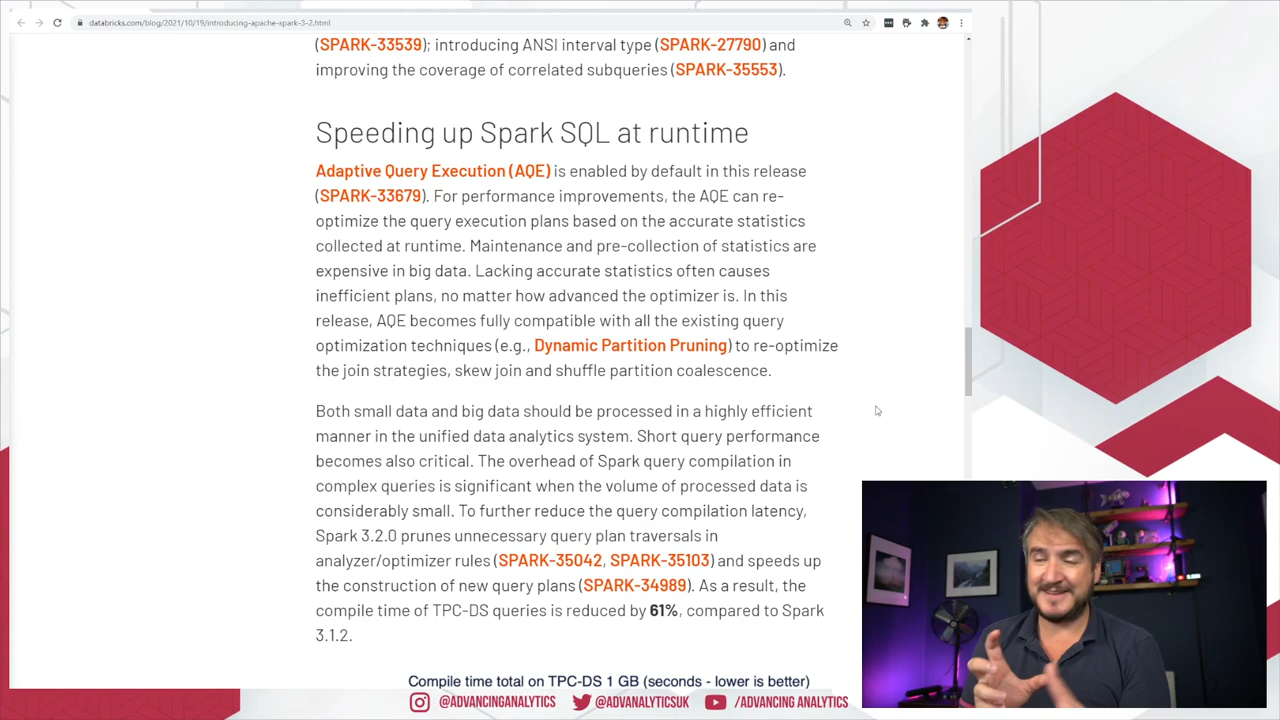 databricks.com/blog/2021/10/19/introducing-apache-spark-3-2.html
(SPARK-33539); introducing ANSI interval type (SPARK-27790) and
improving the coverage of correlated subqueries (SPARK-35553).
Speeding up Spark SQL at runtime
Adaptive Query Execution (AQE) is enabled by default in this release
(SPARK-33679). For performance improvements, the AQE can re-
optimize the query execution plans based on the accurate statistics
collected at runtime. Maintenance and pre-collection of statistics are
expensive in big data. Lacking accurate statistics often causes
inefficient plans, no matter how advanced the optimizer is. In this
release, AQE becomes fully compatible with all the existing query
optimization techniques (e.g., Dynamic Partition Pruning) to re-optimize
the join strategies, skew join and shuffle partition coalescence.
Both small data and big data should be processed in a highly efficient
manner in the unified data analytics system. Short query performance
becomes also critical. The overhead of Spark query compilation in
complex queries is significant when the volume of processed data is
considerably small. To further reduce the query compilation latency,
Spark 3.2.0 prunes unnecessary query plan traversals in
analyzer/optimizer rules (SPARK-35042, SPARK-35103) and speeds up
the construction of new query plans (SPARK-34989). As a result, the
compile time of TPC-DS queries is reduced by 61%, compared to Spark
3.1.2.
Compile time total on TPC-DS 1 GB (seconds - lower is better)
@ADVANCINGANALYTICS @ADVANALYTICSUK /ADVANCING ANALYTICS